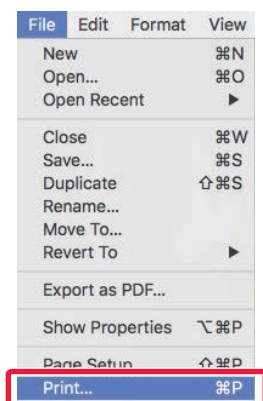 File Edit Format View
New ⌘N
Open... ⌘O
Open Recent ▶
Close ⌘W
Save... ⌘S
Duplicate ⇧⌘S
Rename...
Move To...
Revert To ▶
Export as PDF...
Show Properties ⌥⌘P
Page Setup ⇧⌘P
Print... ⌘P